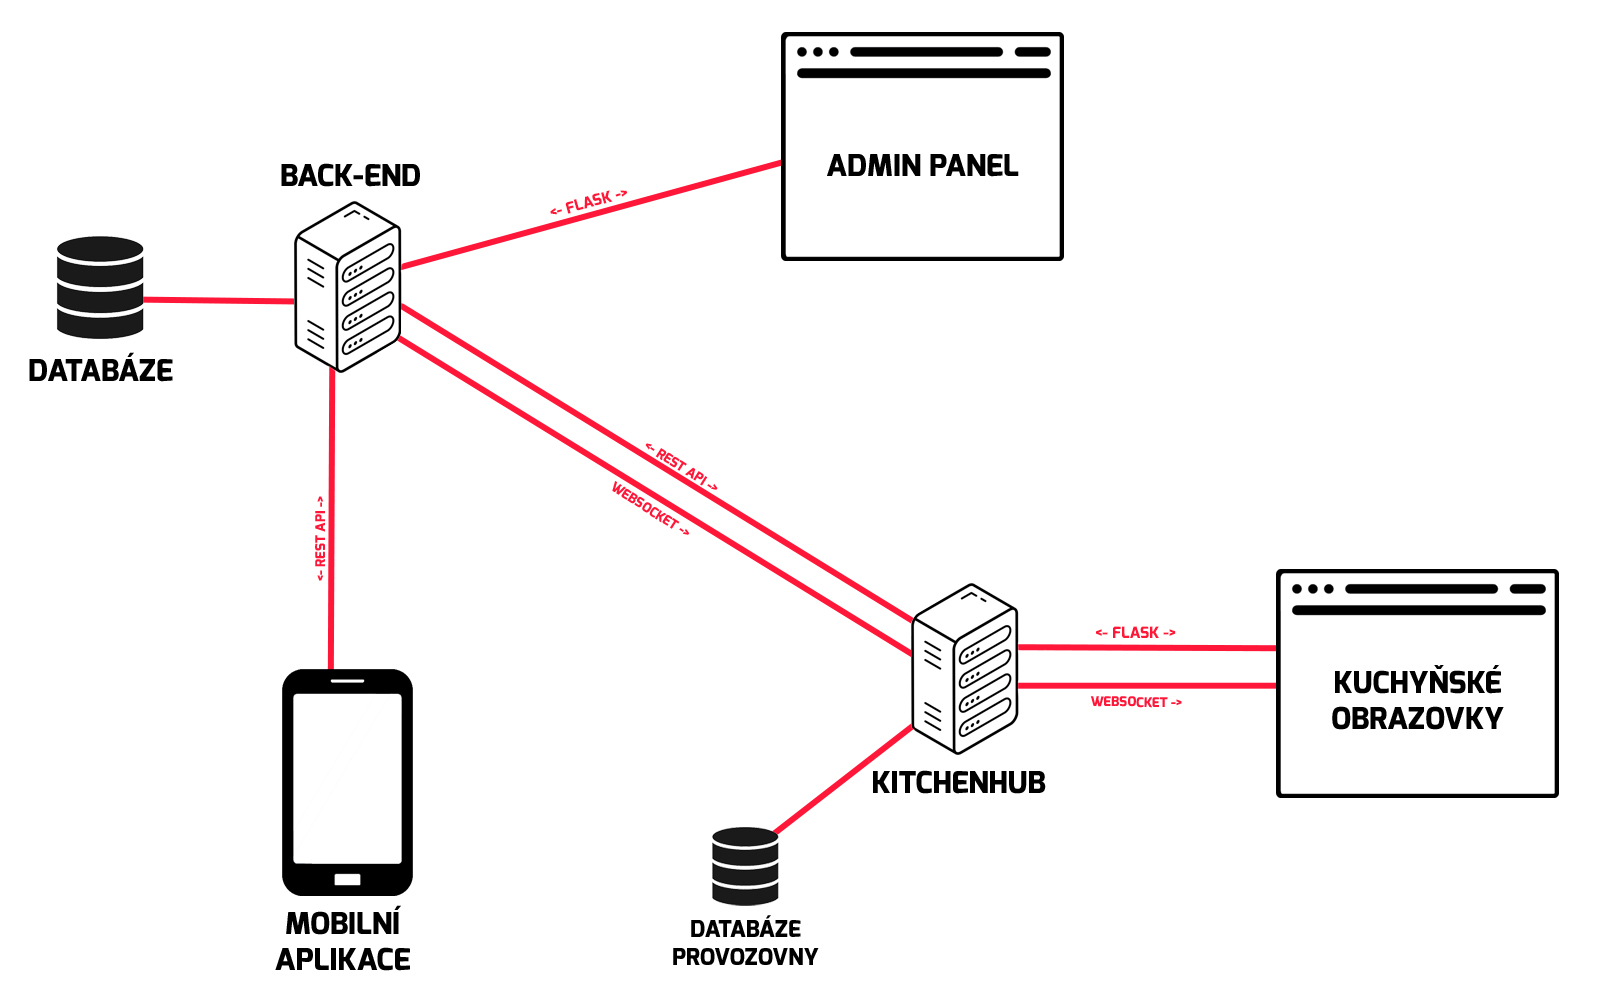 ADMIN PANEL
BACK-END
<- FLASK ->
DATABÁZE
<- REST API ->
WEBSOCKET ->
<- REST API ->
<- FLASK ->
KUCHYŇSKÉ
OBRAZOVKY
WEBSOCKET ->
KITCHENHUB
MOBILNÍ
APLIKACE
DATABÁZE
PROVOZOVNY